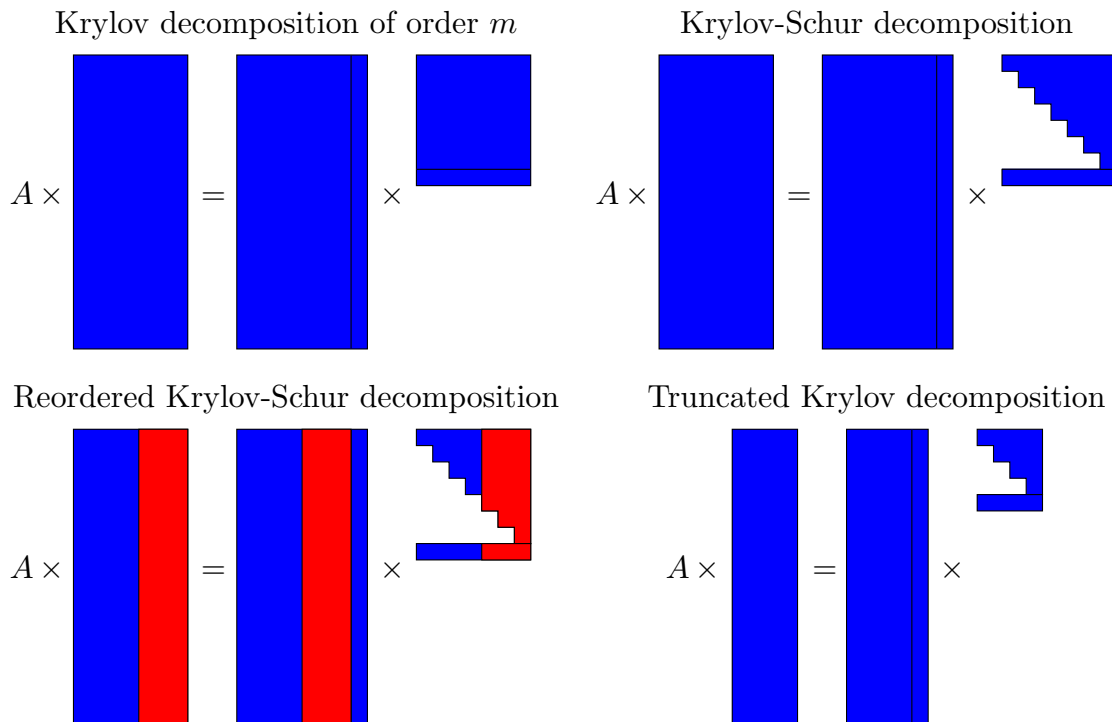 Krylov decomposition of order m
Krylov-Schur decomposition
A × = ×
A × = ×
Reordered Krylov-Schur decomposition
Truncated Krylov decomposition
A × = ×
A × = ×